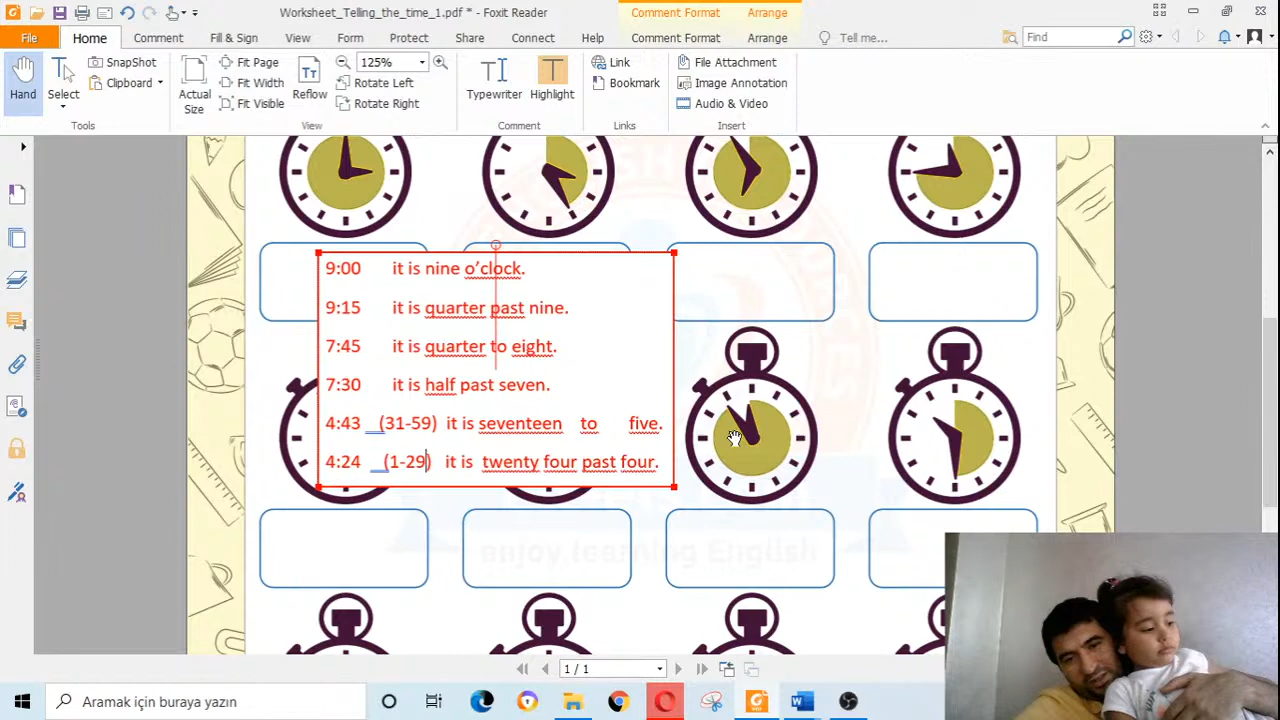 Worksheet_Telling_the_time_1.pdf * - Foxit Reader
Comment Format
Arrange
File
Home
Comment
Fill & Sign
View
Form
Protect
Share
Connect
Help
Comment Format
Arrange
Tell me...
Find
Hand
Select
SnapShot
Clipboard
Tools
Actual
Size
Fit Page
Fit Width
Fit Visible
Reflow
125%
Rotate Left
Rotate Right
View
Typewriter
Highlight
Comment
Link
Bookmark
Links
File Attachment
Image Annotation
Audio & Video
Insert
9:00 it is nine o'clock.
9:15 it is quarter past nine.
7:45 it is quarter to eight.
7:30 it is half past seven.
4:43 (31-59) it is seventeen to five.
4:24 (1-29) it is twenty four past four.
enjoy learning English
1 / 1
Aramak için buraya yazın